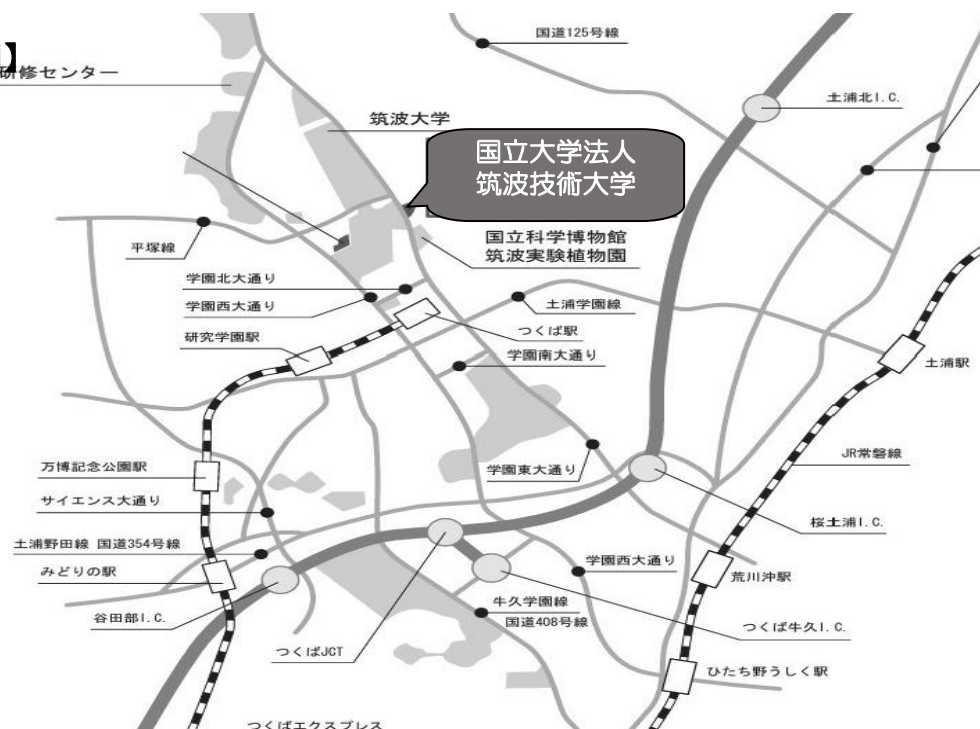 】
国道125号線
研修センター
土浦北I.C.
筑波大学
国立大学法人
筑波技術大学
国立科学博物館
筑波実験植物園
平塚線
学園北大通り
学園西大通り
土浦学園線
つくば駅
研究学園駅
学園南大通り
土浦駅
JR常磐線
万博記念公園駅
学園東大通り
サイエンス大通り
桜土浦I.C.
土浦野田線 国道354号線
みどりの駅
学園西大通り
荒川沖駅
牛久学園線
国道408号線
谷田部I.C.
つくば牛久I.C.
つくばJCT
ひたち野うしく駅
つくばエクスプレス